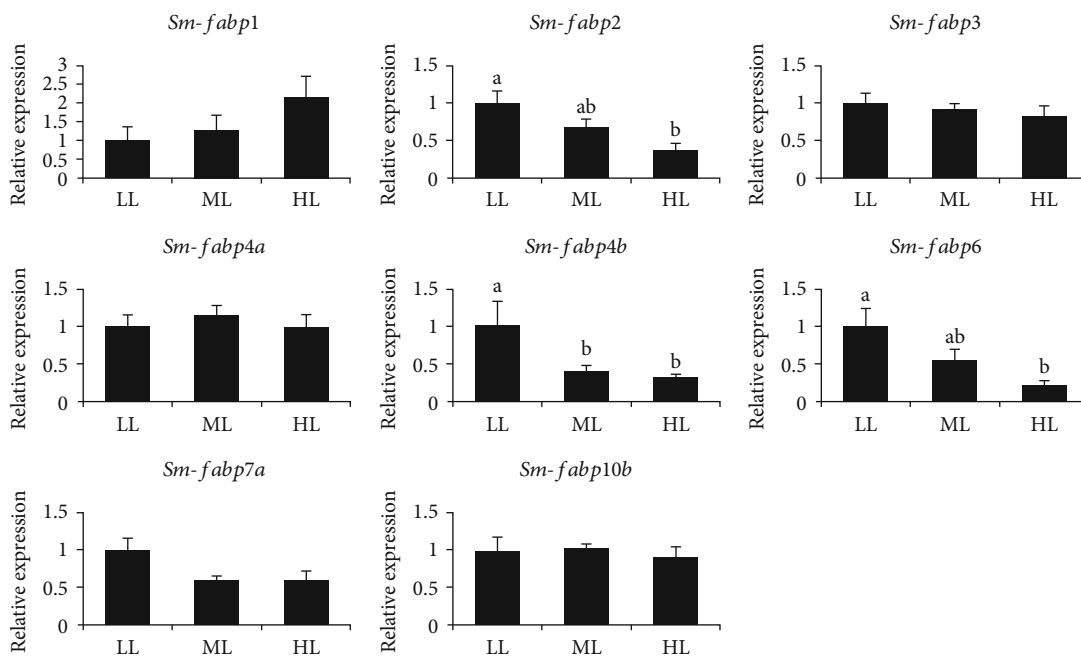 Sm-fabp1
Relative expression
3
2.5
2
1.5
1
0.5
0
LL ML HL
Sm-fabp2
Relative expression
1.5
1
0.5
0
a
ab
b
LL ML HL
Sm-fabp3
Relative expression
1.5
1
0.5
0
LL ML HL
Sm-fabp4a
Relative expression
1.5
1
0.5
0
LL ML HL
Sm-fabp4b
Relative expression
1.5
1
0.5
0
a
b
b
LL ML HL
Sm-fabp6
Relative expression
1.5
1
0.5
0
a
ab
b
LL ML HL
Sm-fabp7a
Relative expression
1.5
1
0.5
0
LL ML HL
Sm-fabp10b
Relative expression
1.5
1
0.5
0
LL ML HL